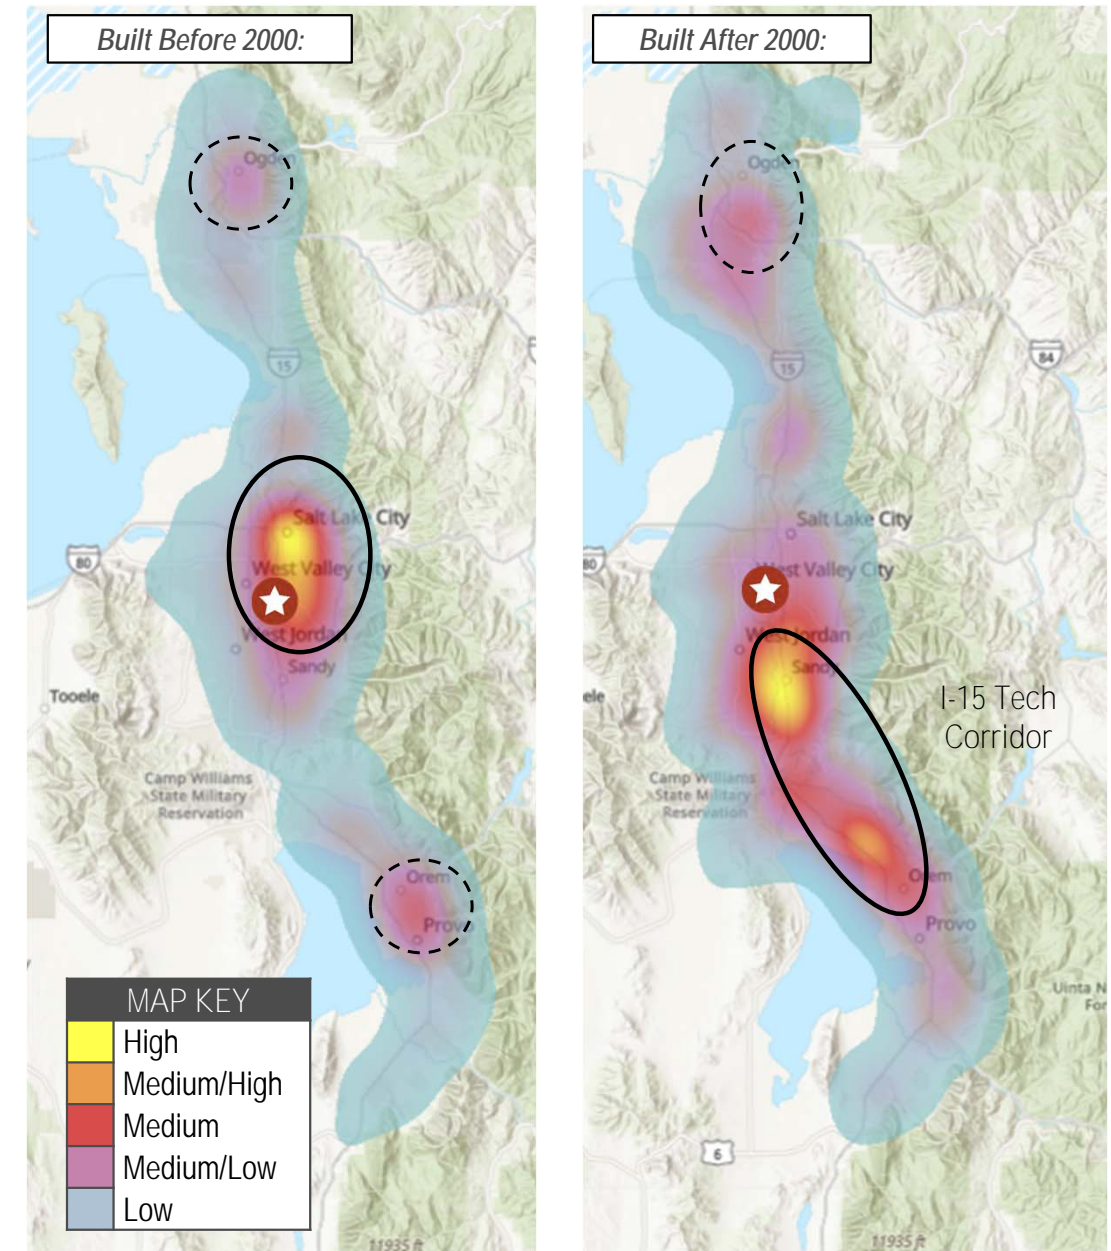 Built Before 2000:
Ogden
15
Salt Lake City
80
West Valley City
West Jordan
Sandy
Tooele
Camp Williams
State Military
Reservation
Orem
Provo
MAP KEY
High
Medium/High
Medium
Medium/Low
Low
11935 ft
Built After 2000:
Ogden
84
15
Salt Lake City
80
West Valley City
West Jordan
Sandy
ele
I-15 Tech
Corridor
Camp Williams
State Military
Reservation
Orem
Provo
Uinta N
For
6
11935 ft